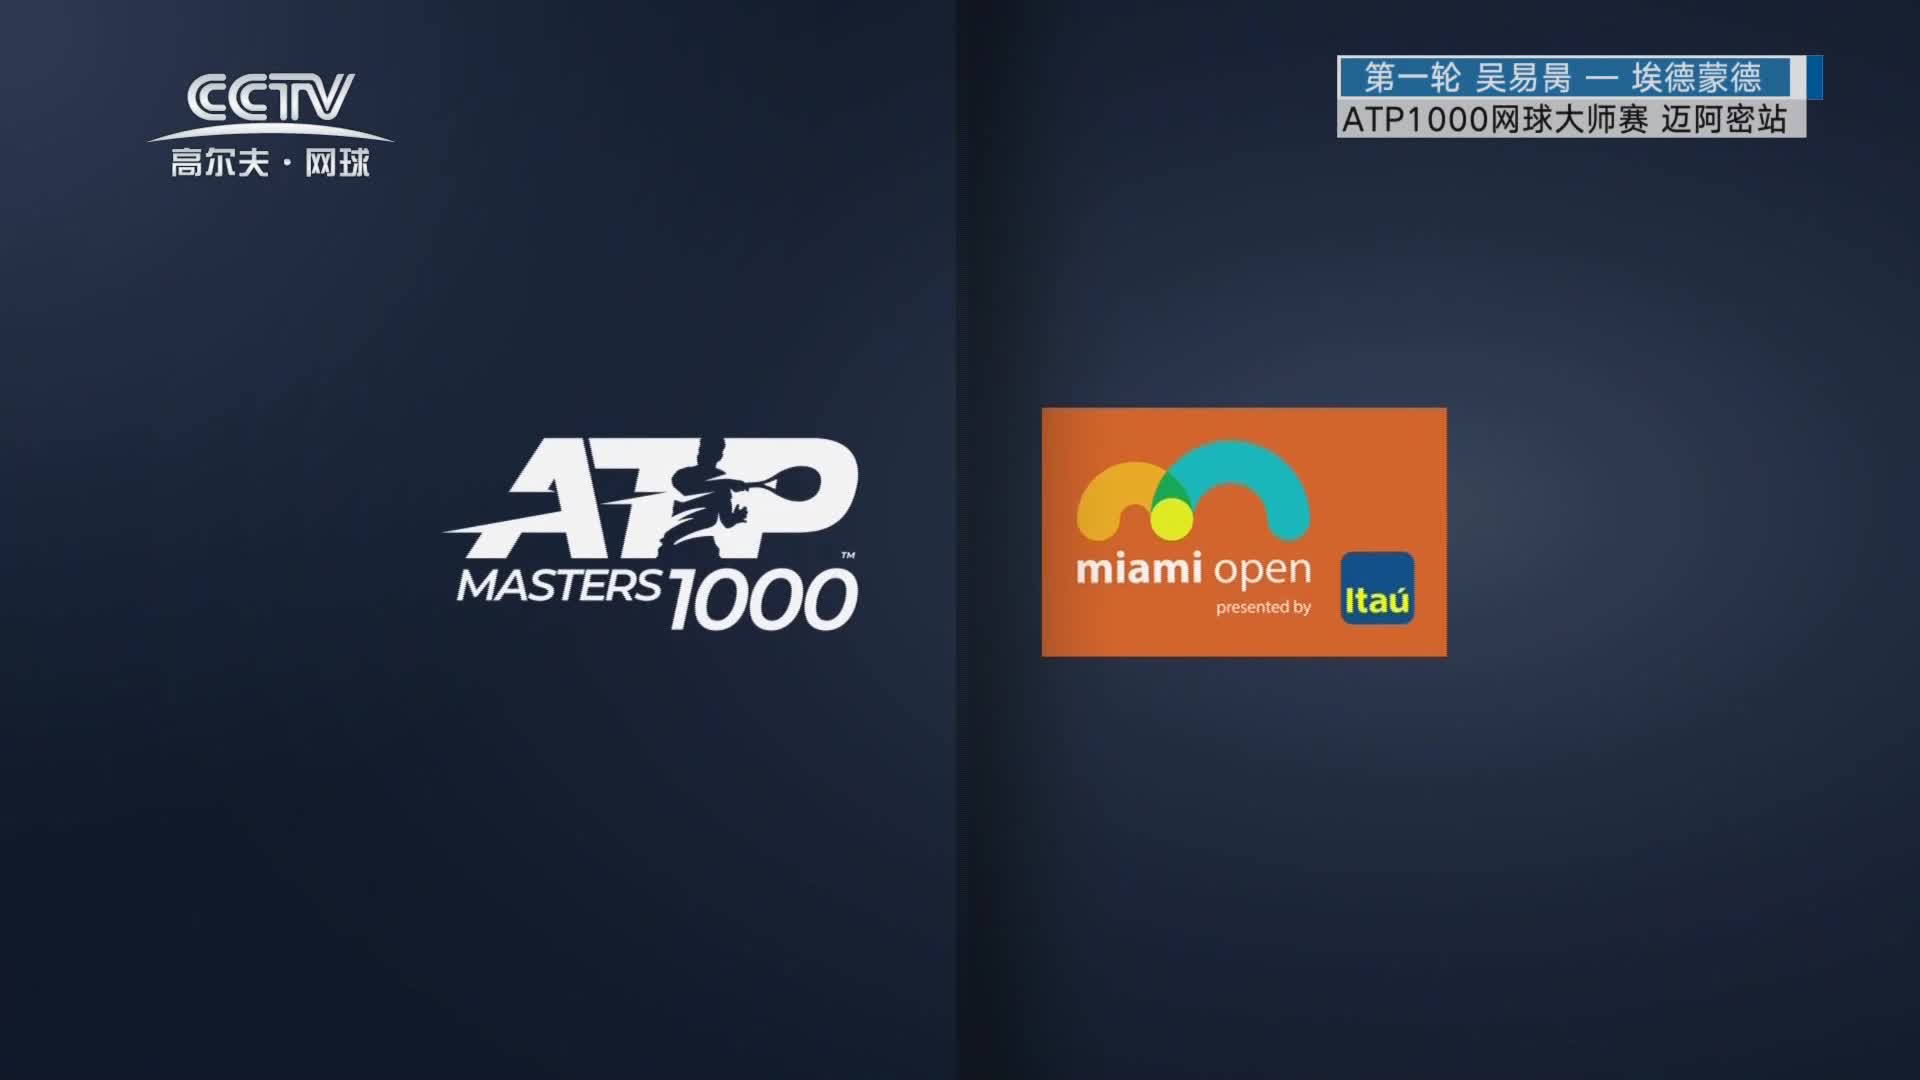 CCTV
高尔夫·网球
第一轮 吴易昺 — 埃德蒙德
ATP1000网球大师赛 迈阿密站
ATP™
MASTERS 1000
miami open
presented by
Itaú